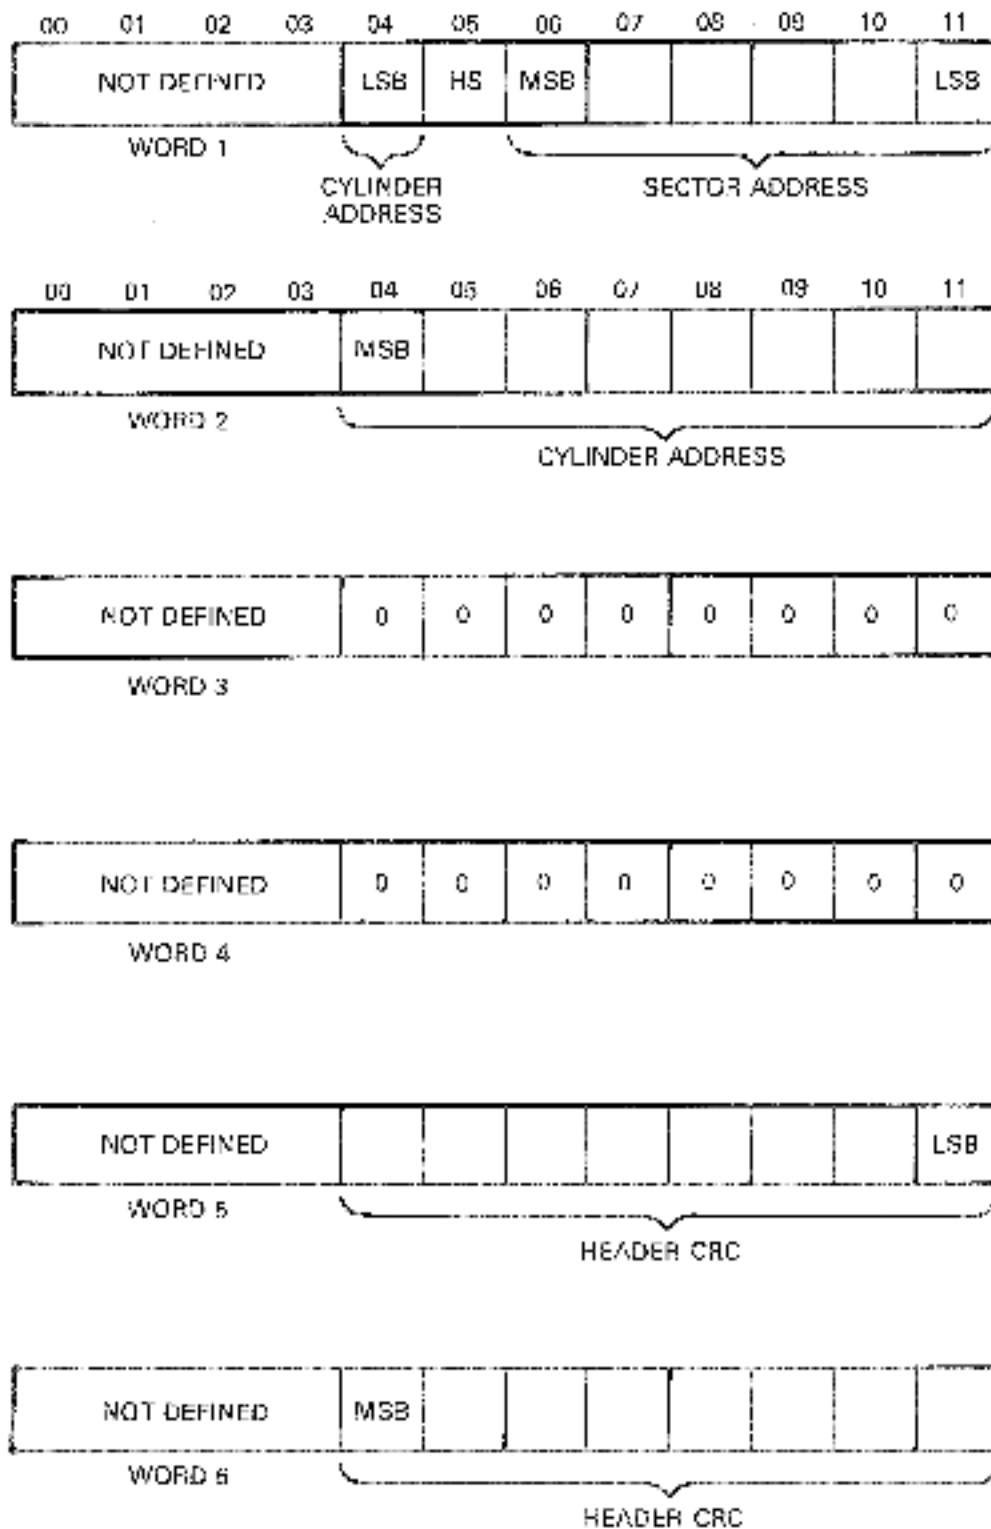 00 01 02 03 04 05 06 07 08 09 10 11
NOT DEFINED LSB HS MSB LSB
WORD 1
CYLINDER
ADDRESS
SECTOR ADDRESS
00 01 02 03 04 05 06 07 08 09 10 11
NOT DEFINED MSB
WORD 2
CYLINDER ADDRESS
NOT DEFINED 0 0 0 0 0 0 0 0
WORD 3
NOT DEFINED 0 0 0 0 0 0 0 0
WORD 4
NOT DEFINED LSB
WORD 5
HEADER CRC
NOT DEFINED MSB
WORD 6
HEADER CRC